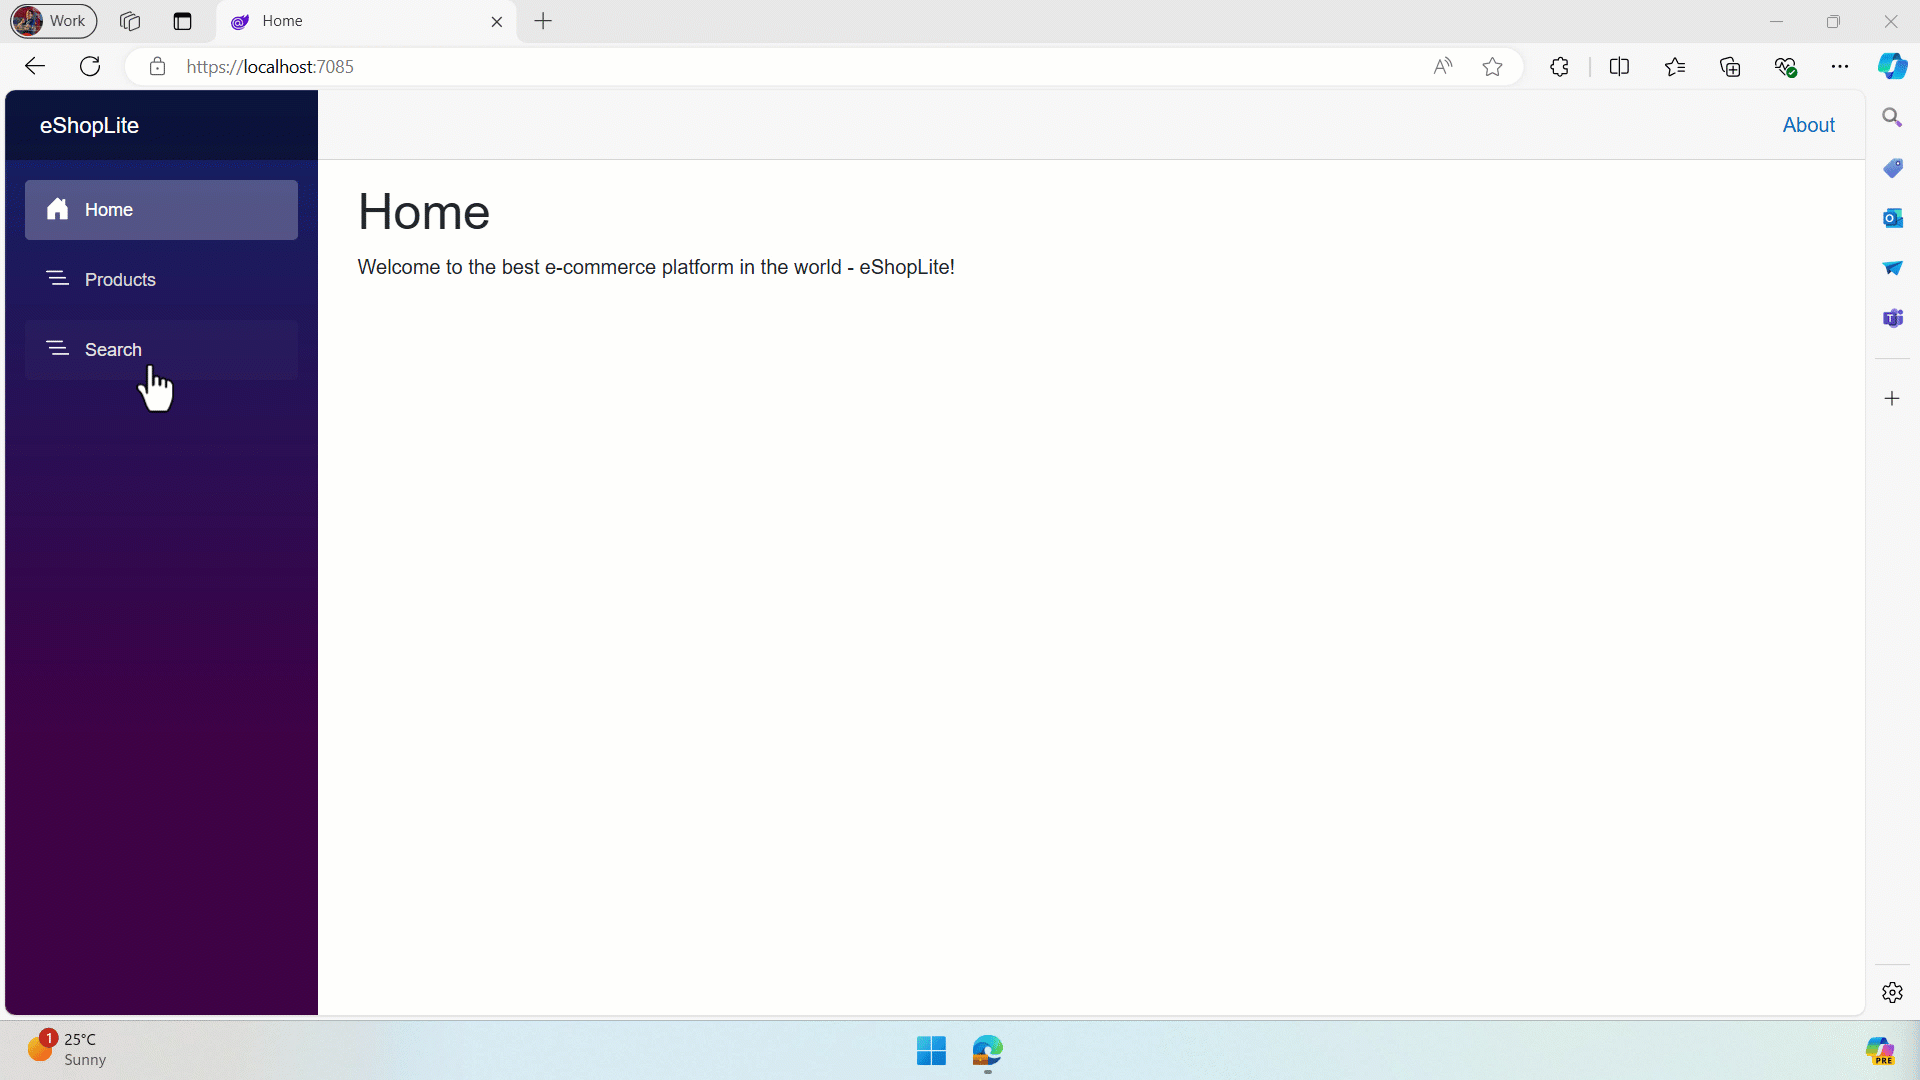 Work
Home
https://localhost:7085
eShopLite
About
Home
Products
Search
Home
Welcome to the best e-commerce platform in the world - eShopLite!
1
25°C
Sunny
PRE